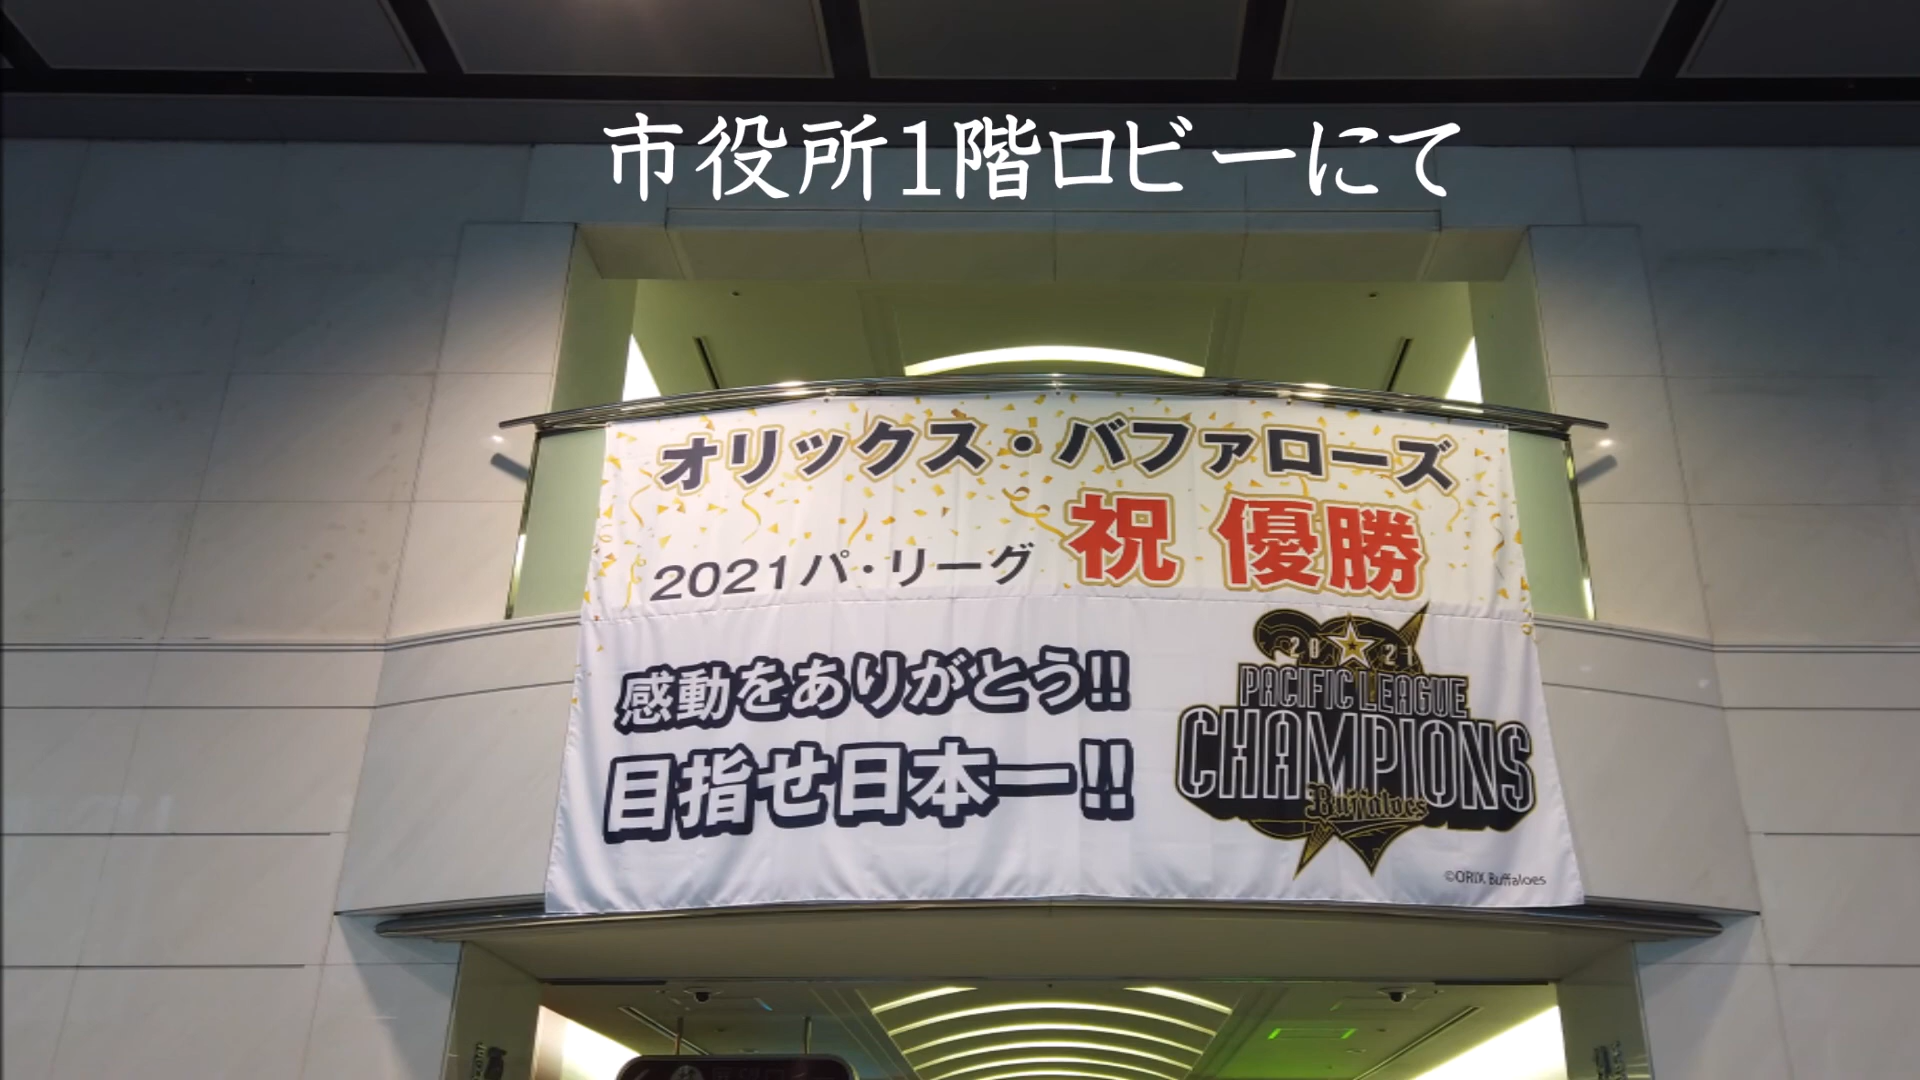 市役所1階ロビーにて
オリックス・バファローズ
2021パ・リーグ 祝 優勝
感動をありがとう!!
目指せ日本一!!
2021
PACIFIC LEAGUE
CHAMPIONS
Buffaloes
©ORIX Buffaloes